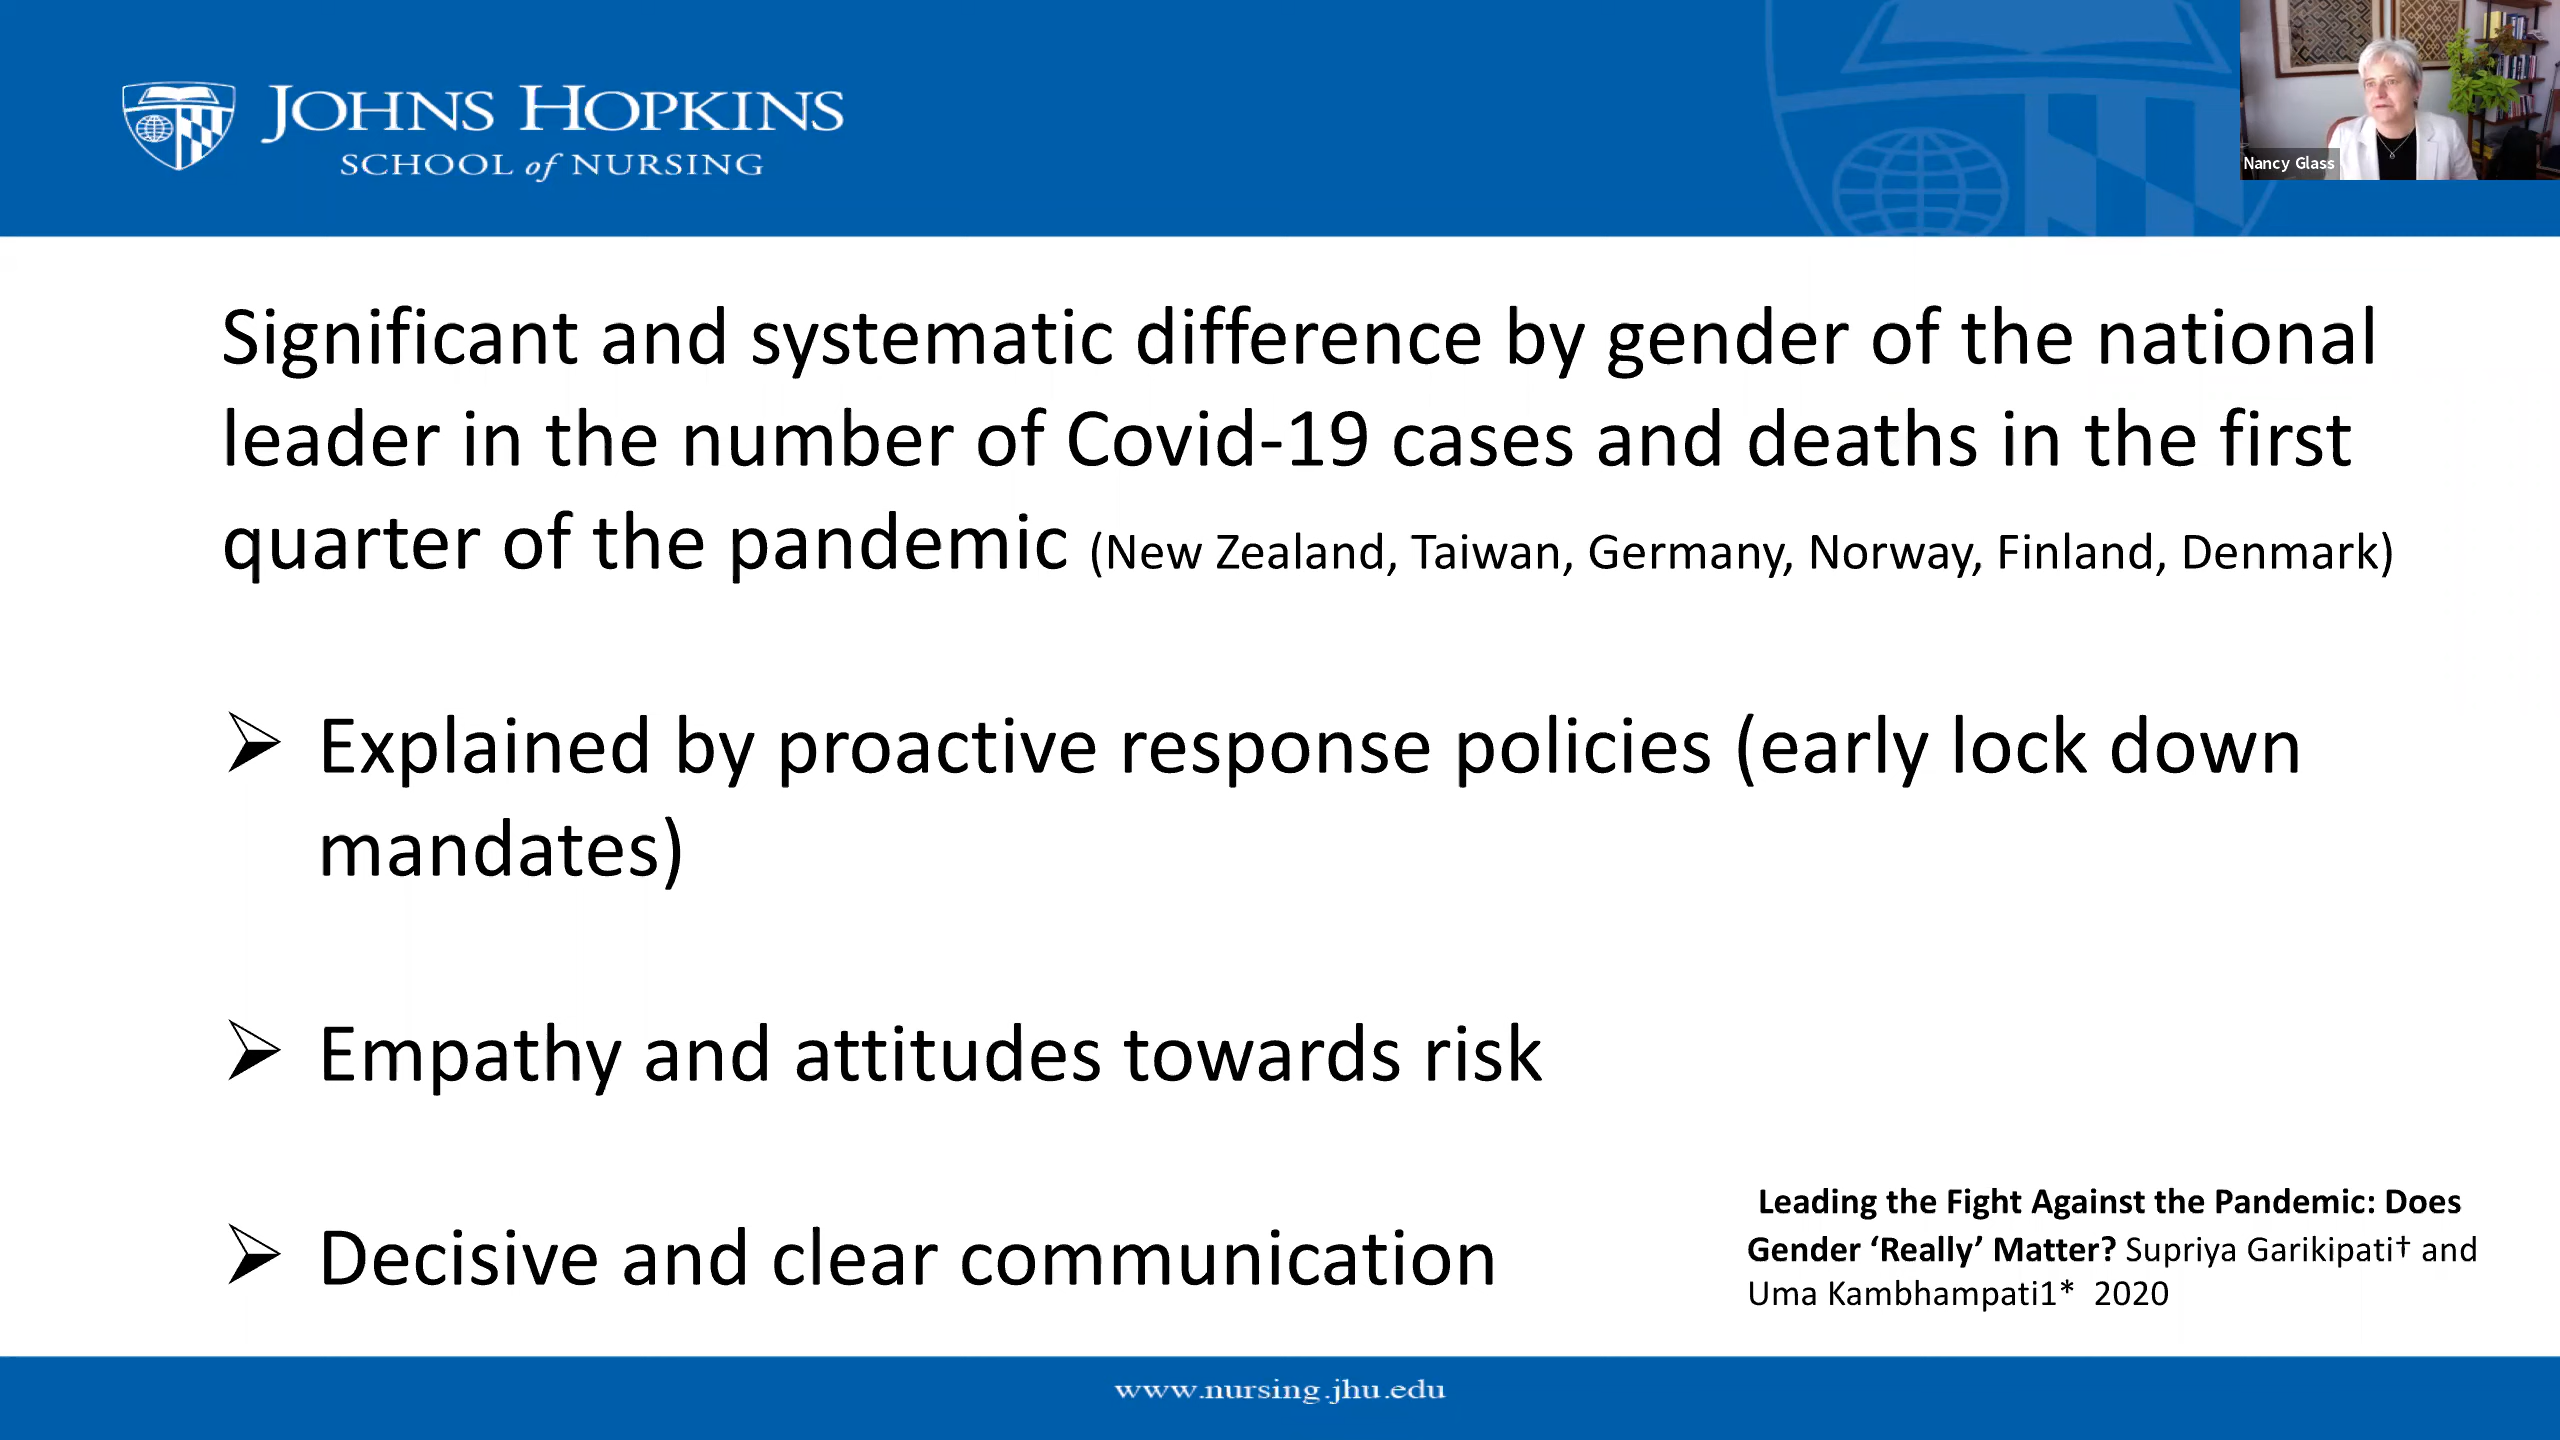 JOHNS HOPKINS
SCHOOL of NURSING
Nancy Glass
Significant and systematic difference by gender of the national
leader in the number of Covid-19 cases and deaths in the first
quarter of the pandemic (New Zealand, Taiwan, Germany, Norway, Finland, Denmark)
➢ Explained by proactive response policies (early lock down
mandates)
➢ Empathy and attitudes towards risk
➢ Decisive and clear communication
Leading the Fight Against the Pandemic: Does
Gender ‘Really’ Matter? Supriya Garikipati† and
Uma Kambhampati1* 2020
www.nursing.jhu.edu